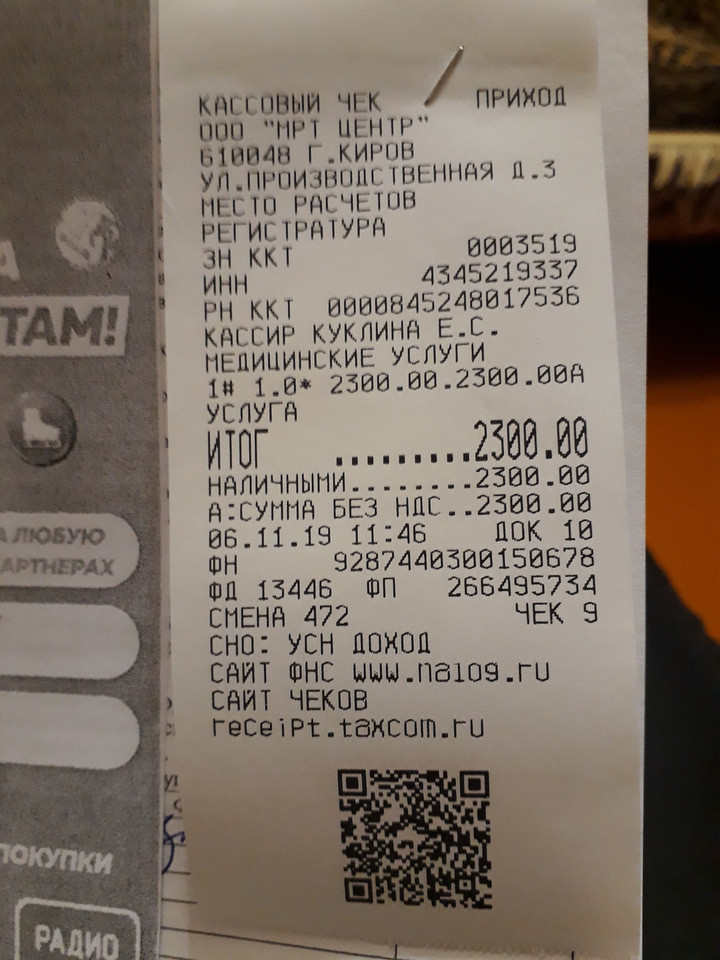 КАССОВЫЙ ЧЕК ПРИХОД
ООО "МРТ ЦЕНТР"
610048 Г.КИРОВ
УЛ.ПРОИЗВОДСТВЕННАЯ Д.3
МЕСТО РАСЧЕТОВ
РЕГИСТРАТУРА
ЗН ККТ 0003519
ИНН 4345219337
РН ККТ 0000845248017536
КАССИР КУКЛИНА Е.С.
МЕДИЦИНСКИЕ УСЛУГИ
1# 1.0* 2300.00.2300.00А
УСЛУГА
ИТОГ .........2300.00
НАЛИЧНЫМИ........2300.00
А:СУММА БЕЗ НДС..2300.00
06.11.19 11:46 ДОК 10
ФН 9287440300150678
ФД 13446 ФП 266495734
СМЕНА 472 ЧЕК 9
СНО: УСН ДОХОД
САЙТ ФНС www.nalog.ru
САЙТ ЧЕКОВ
receipt.taxcom.ru
А
ТАМ!
А ЛЮБУЮ
АРТНЕРАХ
ПОКУПКИ
РАДИО